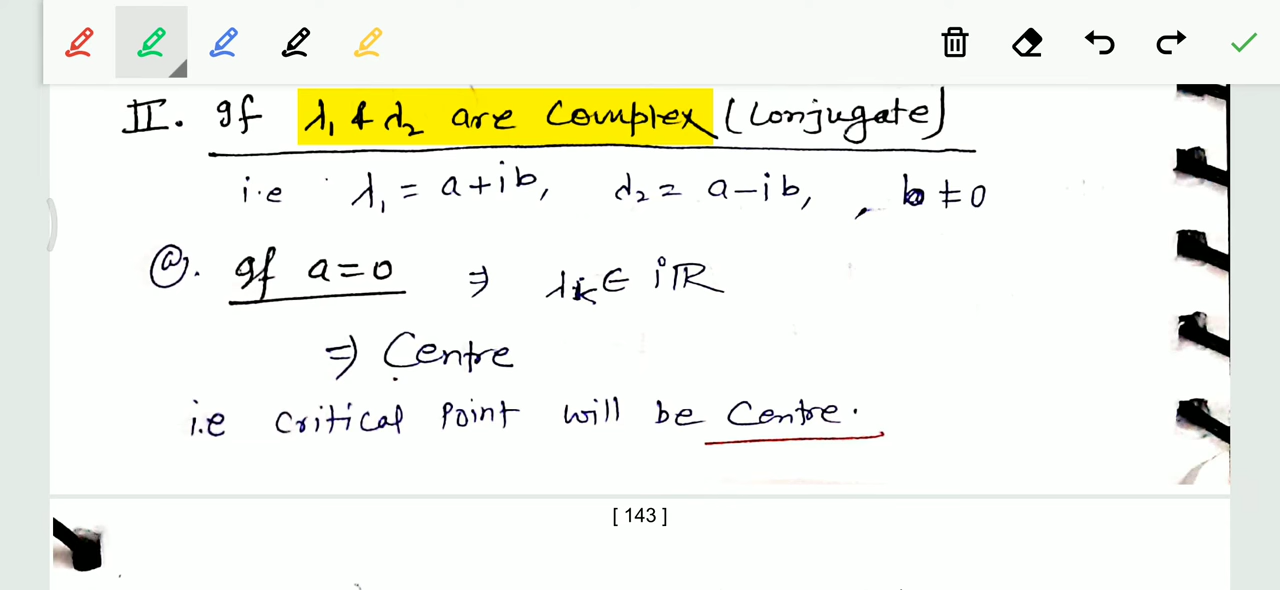 II. If λ₁ & λ₂ are Complex (Conjugate)
i.e λ₁ = a+ib, λ₂ = a-ib, , b ≠ 0
@. If a=0 ⇒ λₖ ∈ iℝ
⇒ Centre
i.e critical Point will be Centre.
[ 143 ]